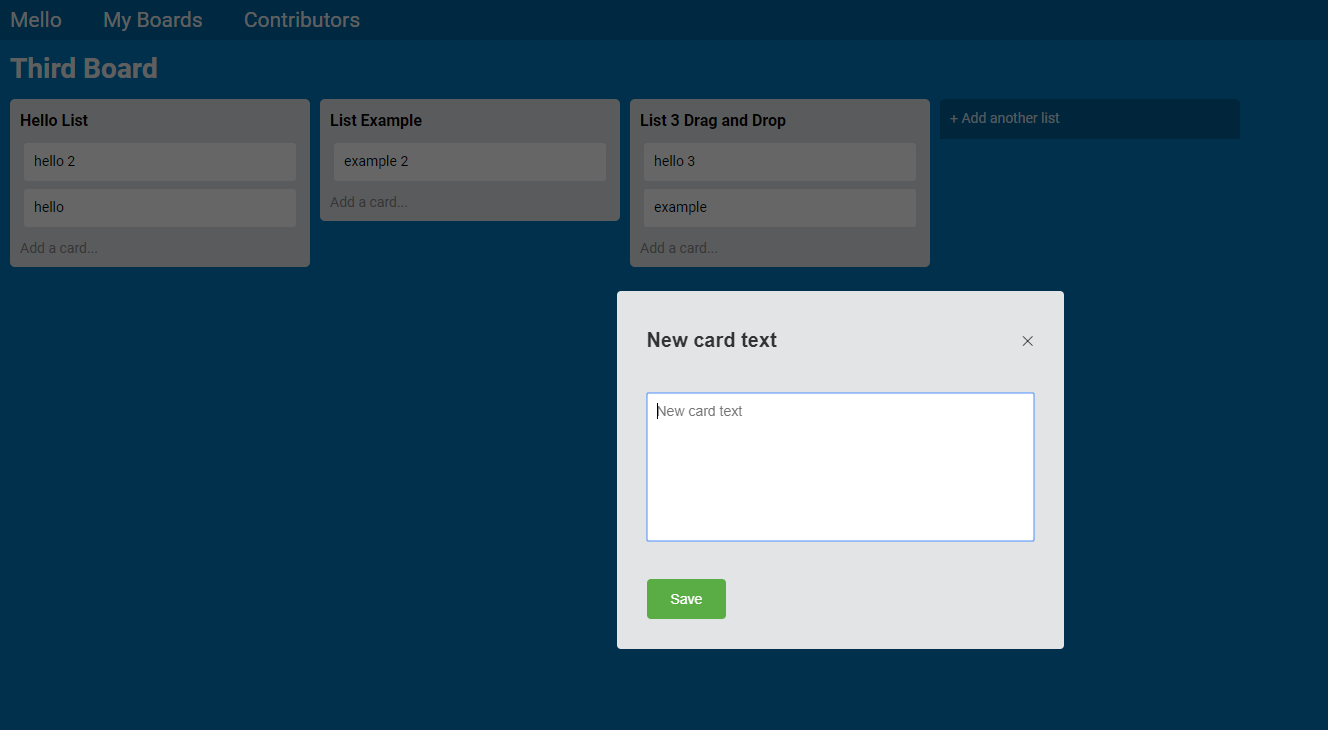 Mello My Boards Contributors
Third Board
Hello List
hello 2
hello
Add a card...
List Example
example 2
Add a card...
List 3 Drag and Drop
hello 3
example
Add a card...
+ Add another list
New card text
New card text
Save